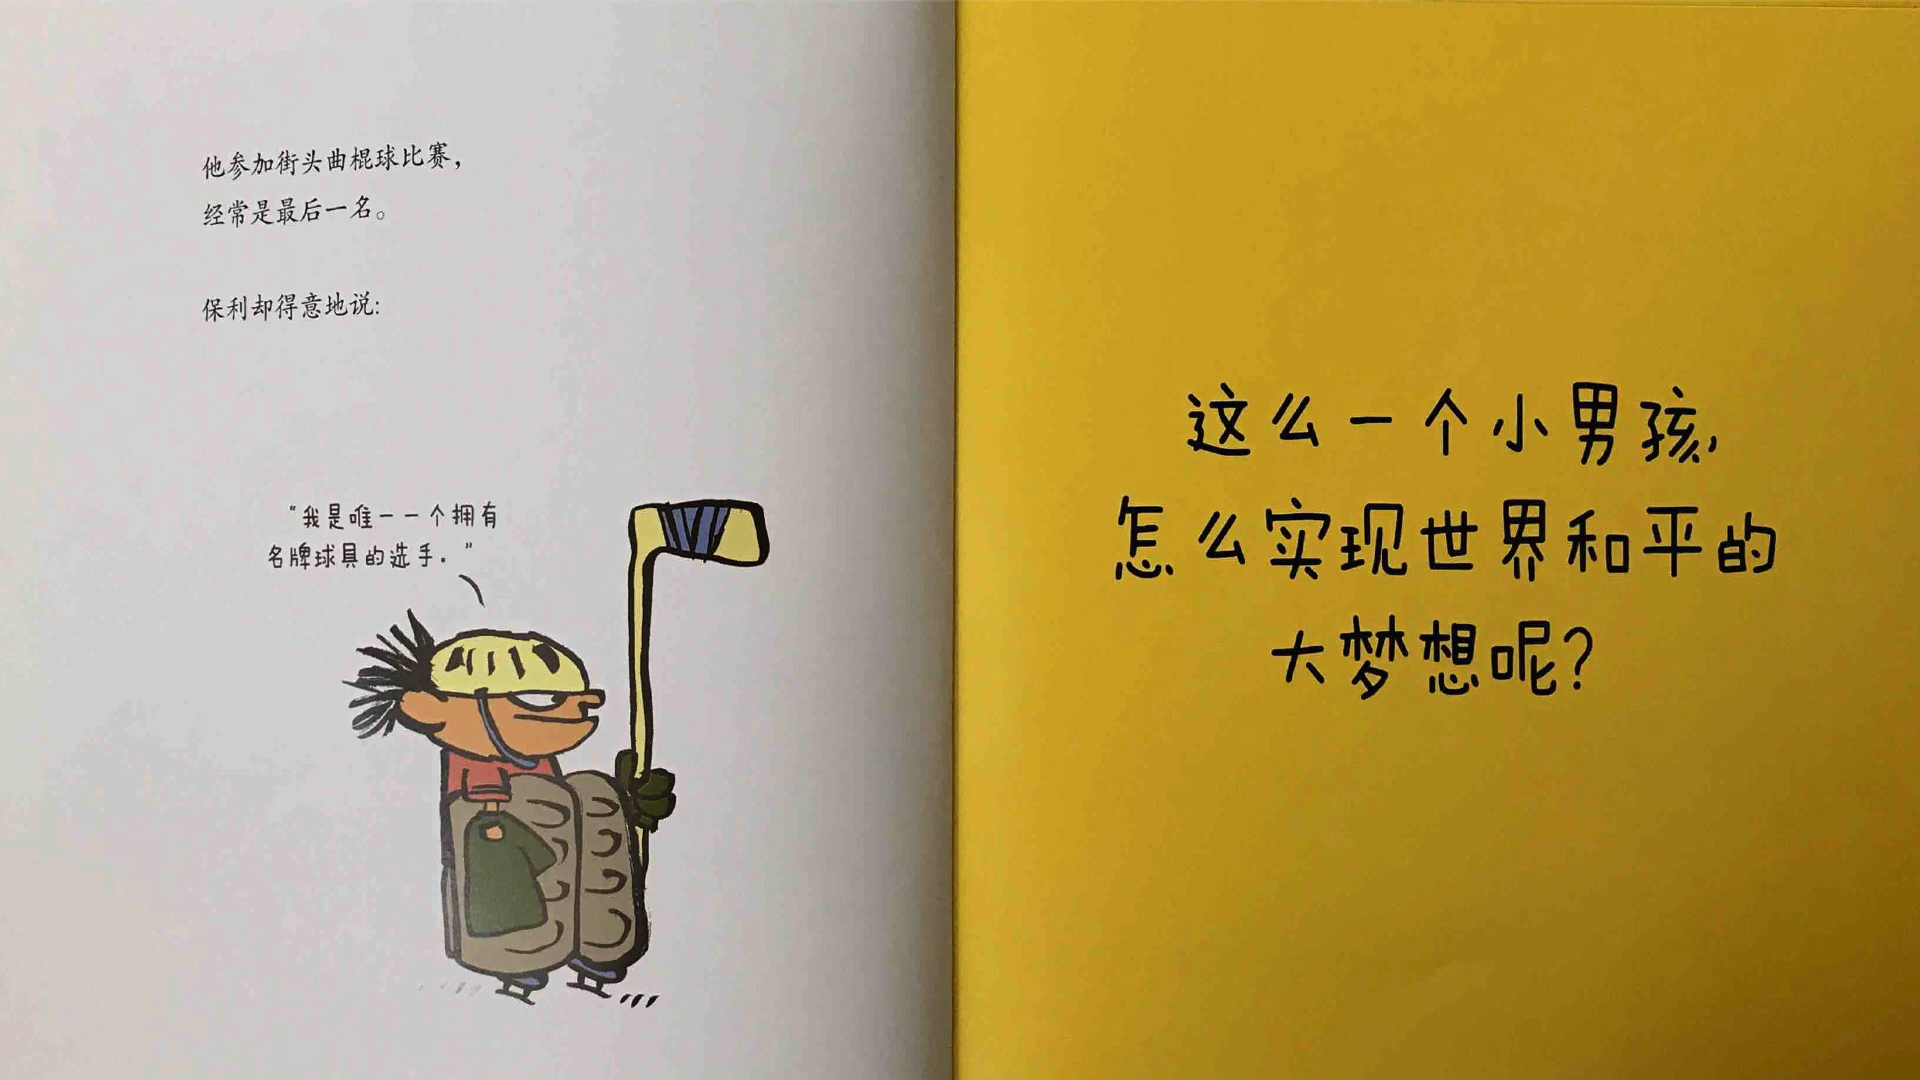 他参加街头曲棍球比赛，
经常是最后一名。
保利却得意地说:
“我是唯一一个拥有
名牌球具的选手.”
这么一个小男孩,
怎么实现世界和平的
大梦想呢?